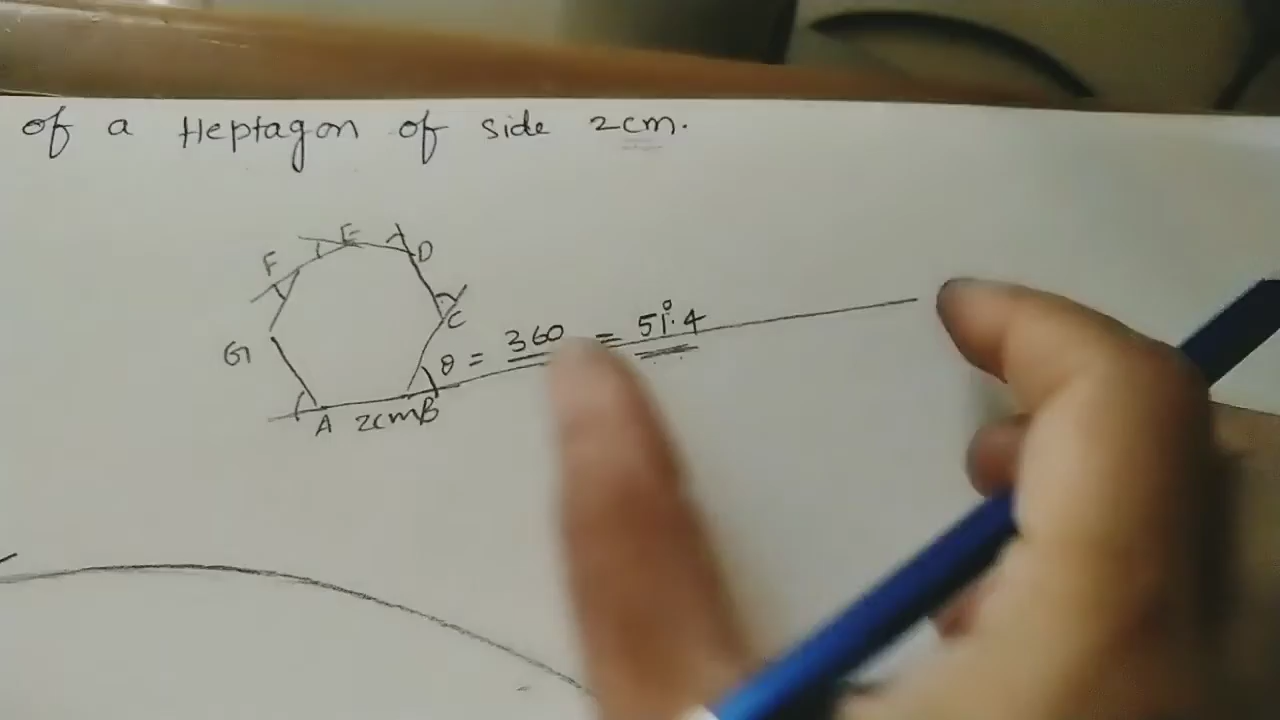 of a Heptagon of side 2cm.
E
F
D
C
G
θ = 360 = 51.4°
A 2cm B